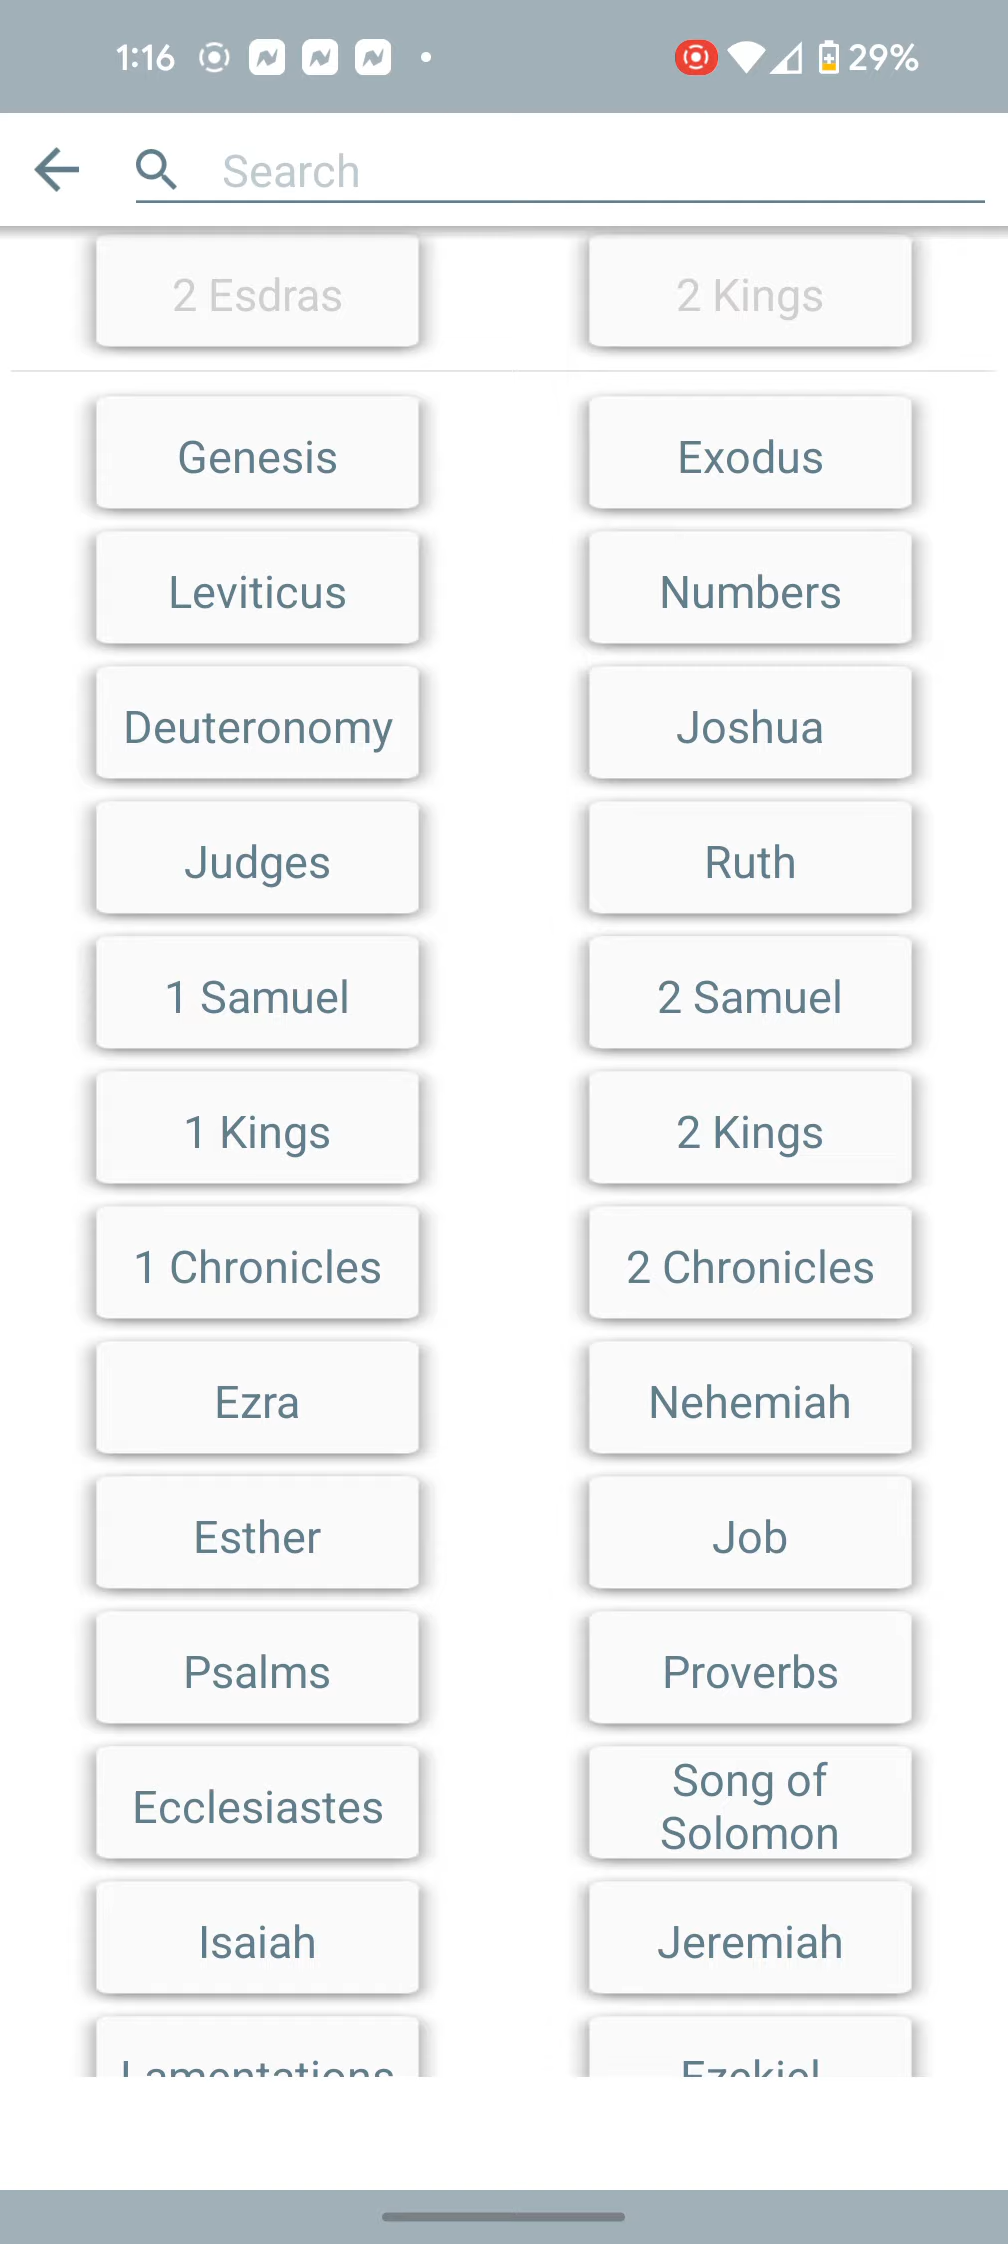 1:16
29%
Search
2 Esdras
2 Kings
Genesis
Exodus
Leviticus
Numbers
Deuteronomy
Joshua
Judges
Ruth
1 Samuel
2 Samuel
1 Kings
2 Kings
1 Chronicles
2 Chronicles
Ezra
Nehemiah
Esther
Job
Psalms
Proverbs
Ecclesiastes
Song of
Solomon
Isaiah
Jeremiah
Lamentations
Ezekiel